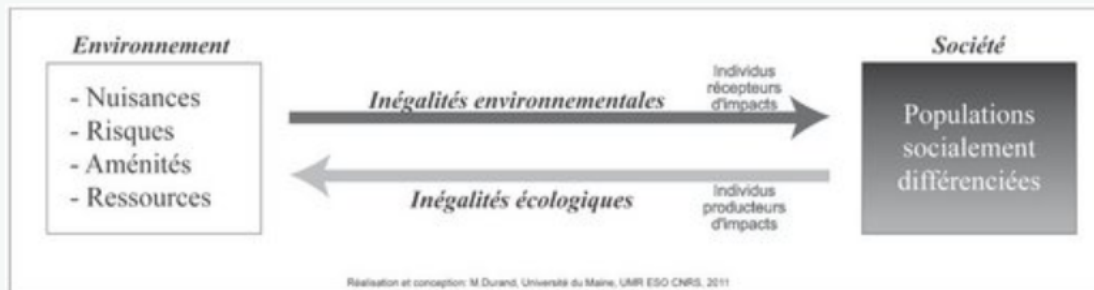 Environnement
- Nuisances
- Risques
- Aménités
- Ressources
Inégalités environnementales
Individus
récepteurs
d'impacts
Inégalités écologiques
Individus
producteurs
d'impacts
Société
Populations
socialement
différenciées
Réalisation et conception: M.Durand, Université du Maine, UMR ESO CNRS, 2011